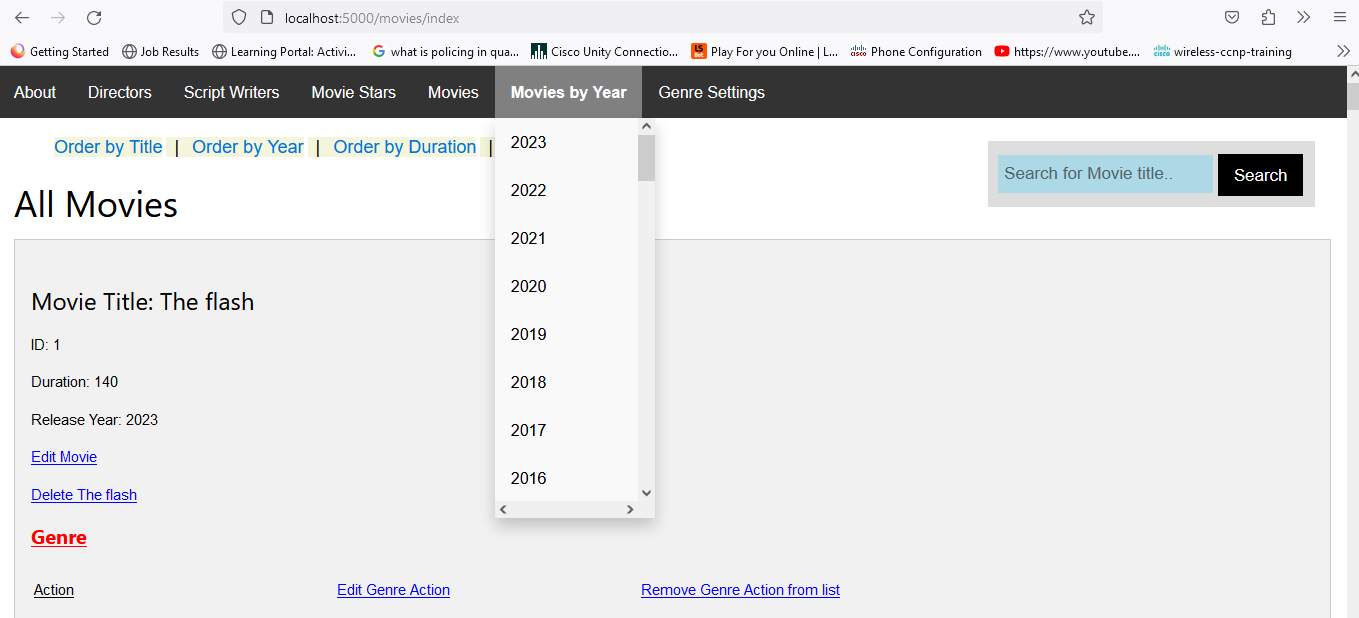 localhost:5000/movies/index
Getting Started Job Results Learning Portal: Activi... what is policing in qua... Cisco Unity Connectio... Play For you Online | L... Phone Configuration https://www.youtube.... wireless-ccnp-training
About Directors Script Writers Movie Stars Movies Movies by Year Genre Settings
Order by Title | Order by Year | Order by Duration |
Search for Movie title.. Search
All Movies
2023
2022
2021
2020
2019
2018
2017
2016
Movie Title: The flash
ID: 1
Duration: 140
Release Year: 2023
Edit Movie
Delete The flash
Genre
Action Edit Genre Action Remove Genre Action from list